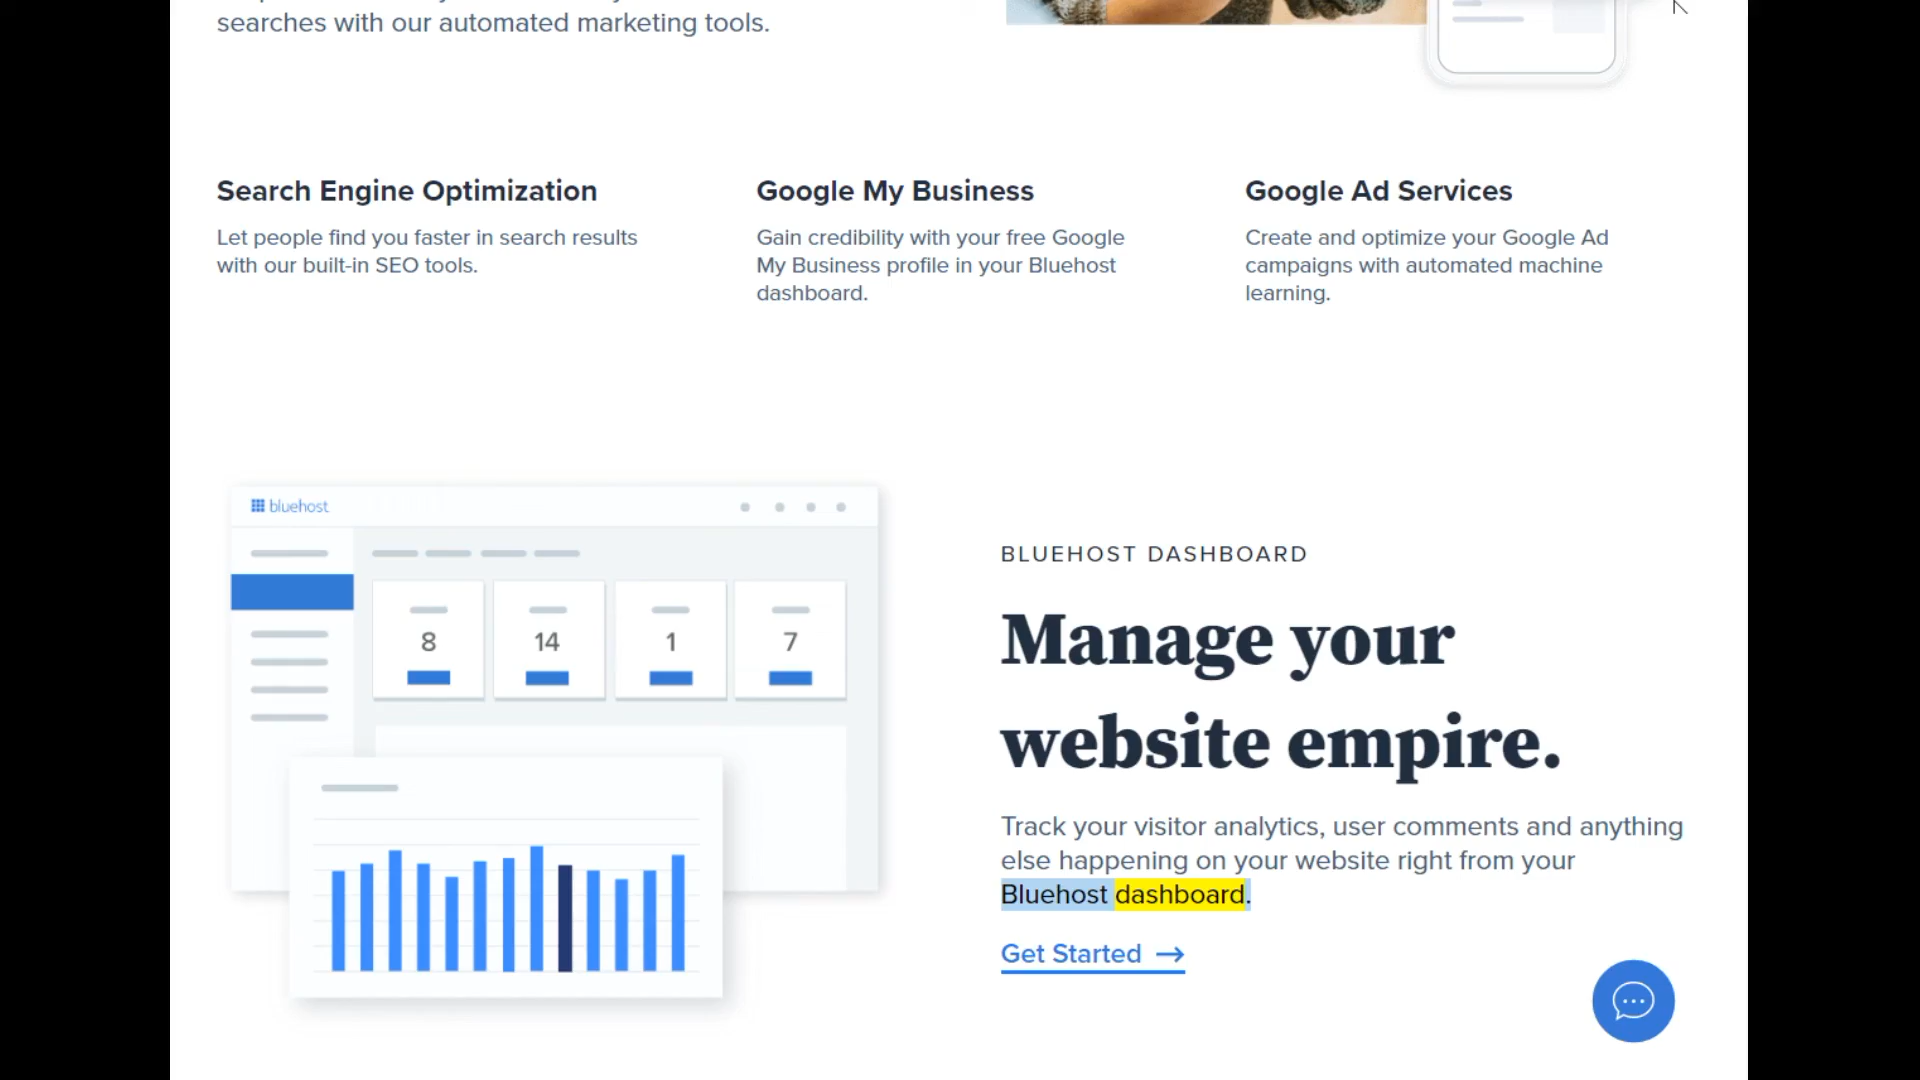 searches with our automated marketing tools.
Search Engine Optimization
Let people find you faster in search results
with our built-in SEO tools.
Google My Business
Gain credibility with your free Google
My Business profile in your Bluehost
dashboard.
Google Ad Services
Create and optimize your Google Ad
campaigns with automated machine
learning.
bluehost
8
14
1
7
BLUEHOST DASHBOARD
Manage your
website empire.
Track your visitor analytics, user comments and anything
else happening on your website right from your
Bluehost dashboard.
Get Started →